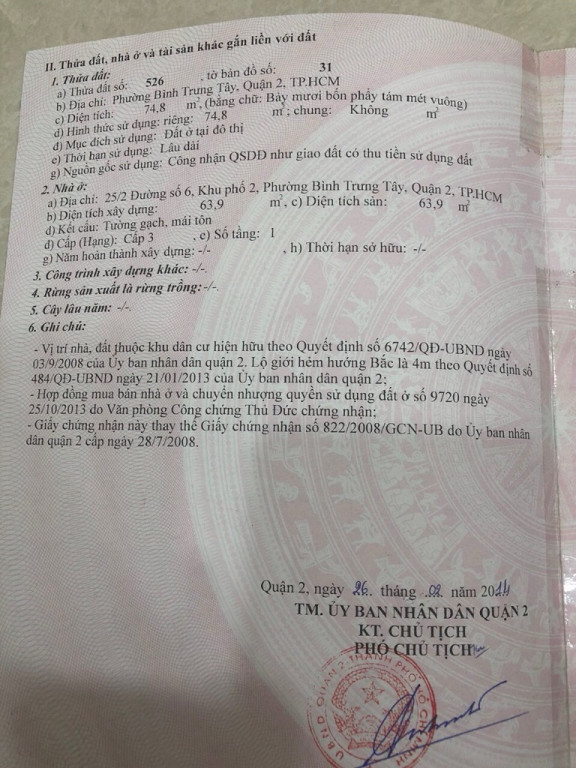 II. Thửa đất, nhà ở và tài sản khác gắn liền với đất
1. Thửa đất:
a) Thửa đất số: 526 , tờ bản đồ số: 31
b) Địa chỉ: Phường Bình Trưng Tây, Quận 2, TP.HCM
c) Diện tích: 74,8 m², (bằng chữ: Bảy mươi bốn phẩy tám mét vuông)
d) Hình thức sử dụng: riêng: 74,8 m²; chung: Không m²
đ) Mục đích sử dụng: Đất ở tại đô thị
e) Thời hạn sử dụng: Lâu dài
g) Nguồn gốc sử dụng: Công nhận QSDĐ như giao đất có thu tiền sử dụng đất
2. Nhà ở:
a) Địa chỉ: 25/2 Đường số 6, Khu phố 2, Phường Bình Trưng Tây, Quận 2, TP.HCM
b) Diện tích xây dựng: 63,9 m², c) Diện tích sàn: 63,9 m²
d) Kết cấu: Tường gạch, mái tôn
đ) Cấp (Hạng): Cấp 3 , e) Số tầng: 1
g) Năm hoàn thành xây dựng: -/- , h) Thời hạn sở hữu: -/-
3. Công trình xây dựng khác: -/-.
4. Rừng sản xuất là rừng trồng: -/-.
5. Cây lâu năm: -/-.
6. Ghi chú:
- Vị trí nhà, đất thuộc khu dân cư hiện hữu theo Quyết định số 6742/QĐ-UBND ngày
03/9/2008 của Ủy ban nhân dân quận 2. Lộ giới hẻm hướng Bắc là 4m theo Quyết định số
484/QĐ-UBND ngày 21/01/2013 của Ủy ban nhân dân quận 2;
- Hợp đồng mua bán nhà ở và chuyển nhượng quyền sử dụng đất ở số 9720 ngày
25/10/2013 do Văn phòng Công chứng Thủ Đức chứng nhận;
- Giấy chứng nhận này thay thế Giấy chứng nhận số 822/2008/GCN-UB do Ủy ban nhân
dân quận 2 cấp ngày 28/7/2008.
Quận 2, ngày 26. tháng .02. năm 2014
TM. ỦY BAN NHÂN DÂN QUẬN 2
KT. CHỦ TỊCH
PHÓ CHỦ TỊCH
U.B.N.D QUẬN 2 THÀNH PHỐ HỒ CHÍ MINH